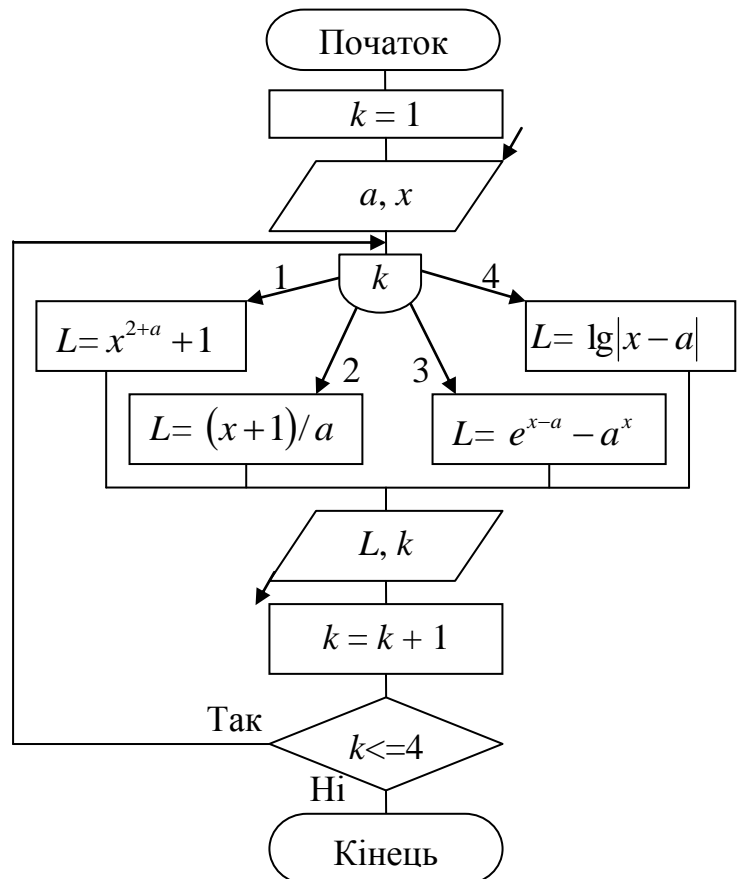 Початок
k = 1
a, x
k
1
4
L= x^{2+a} + 1
L= lg|x − a|
2
3
L= (x + 1)/a
L= e^{x−a} − a^x
L, k
k = k + 1
Так
k<=4
Ні
Кінець